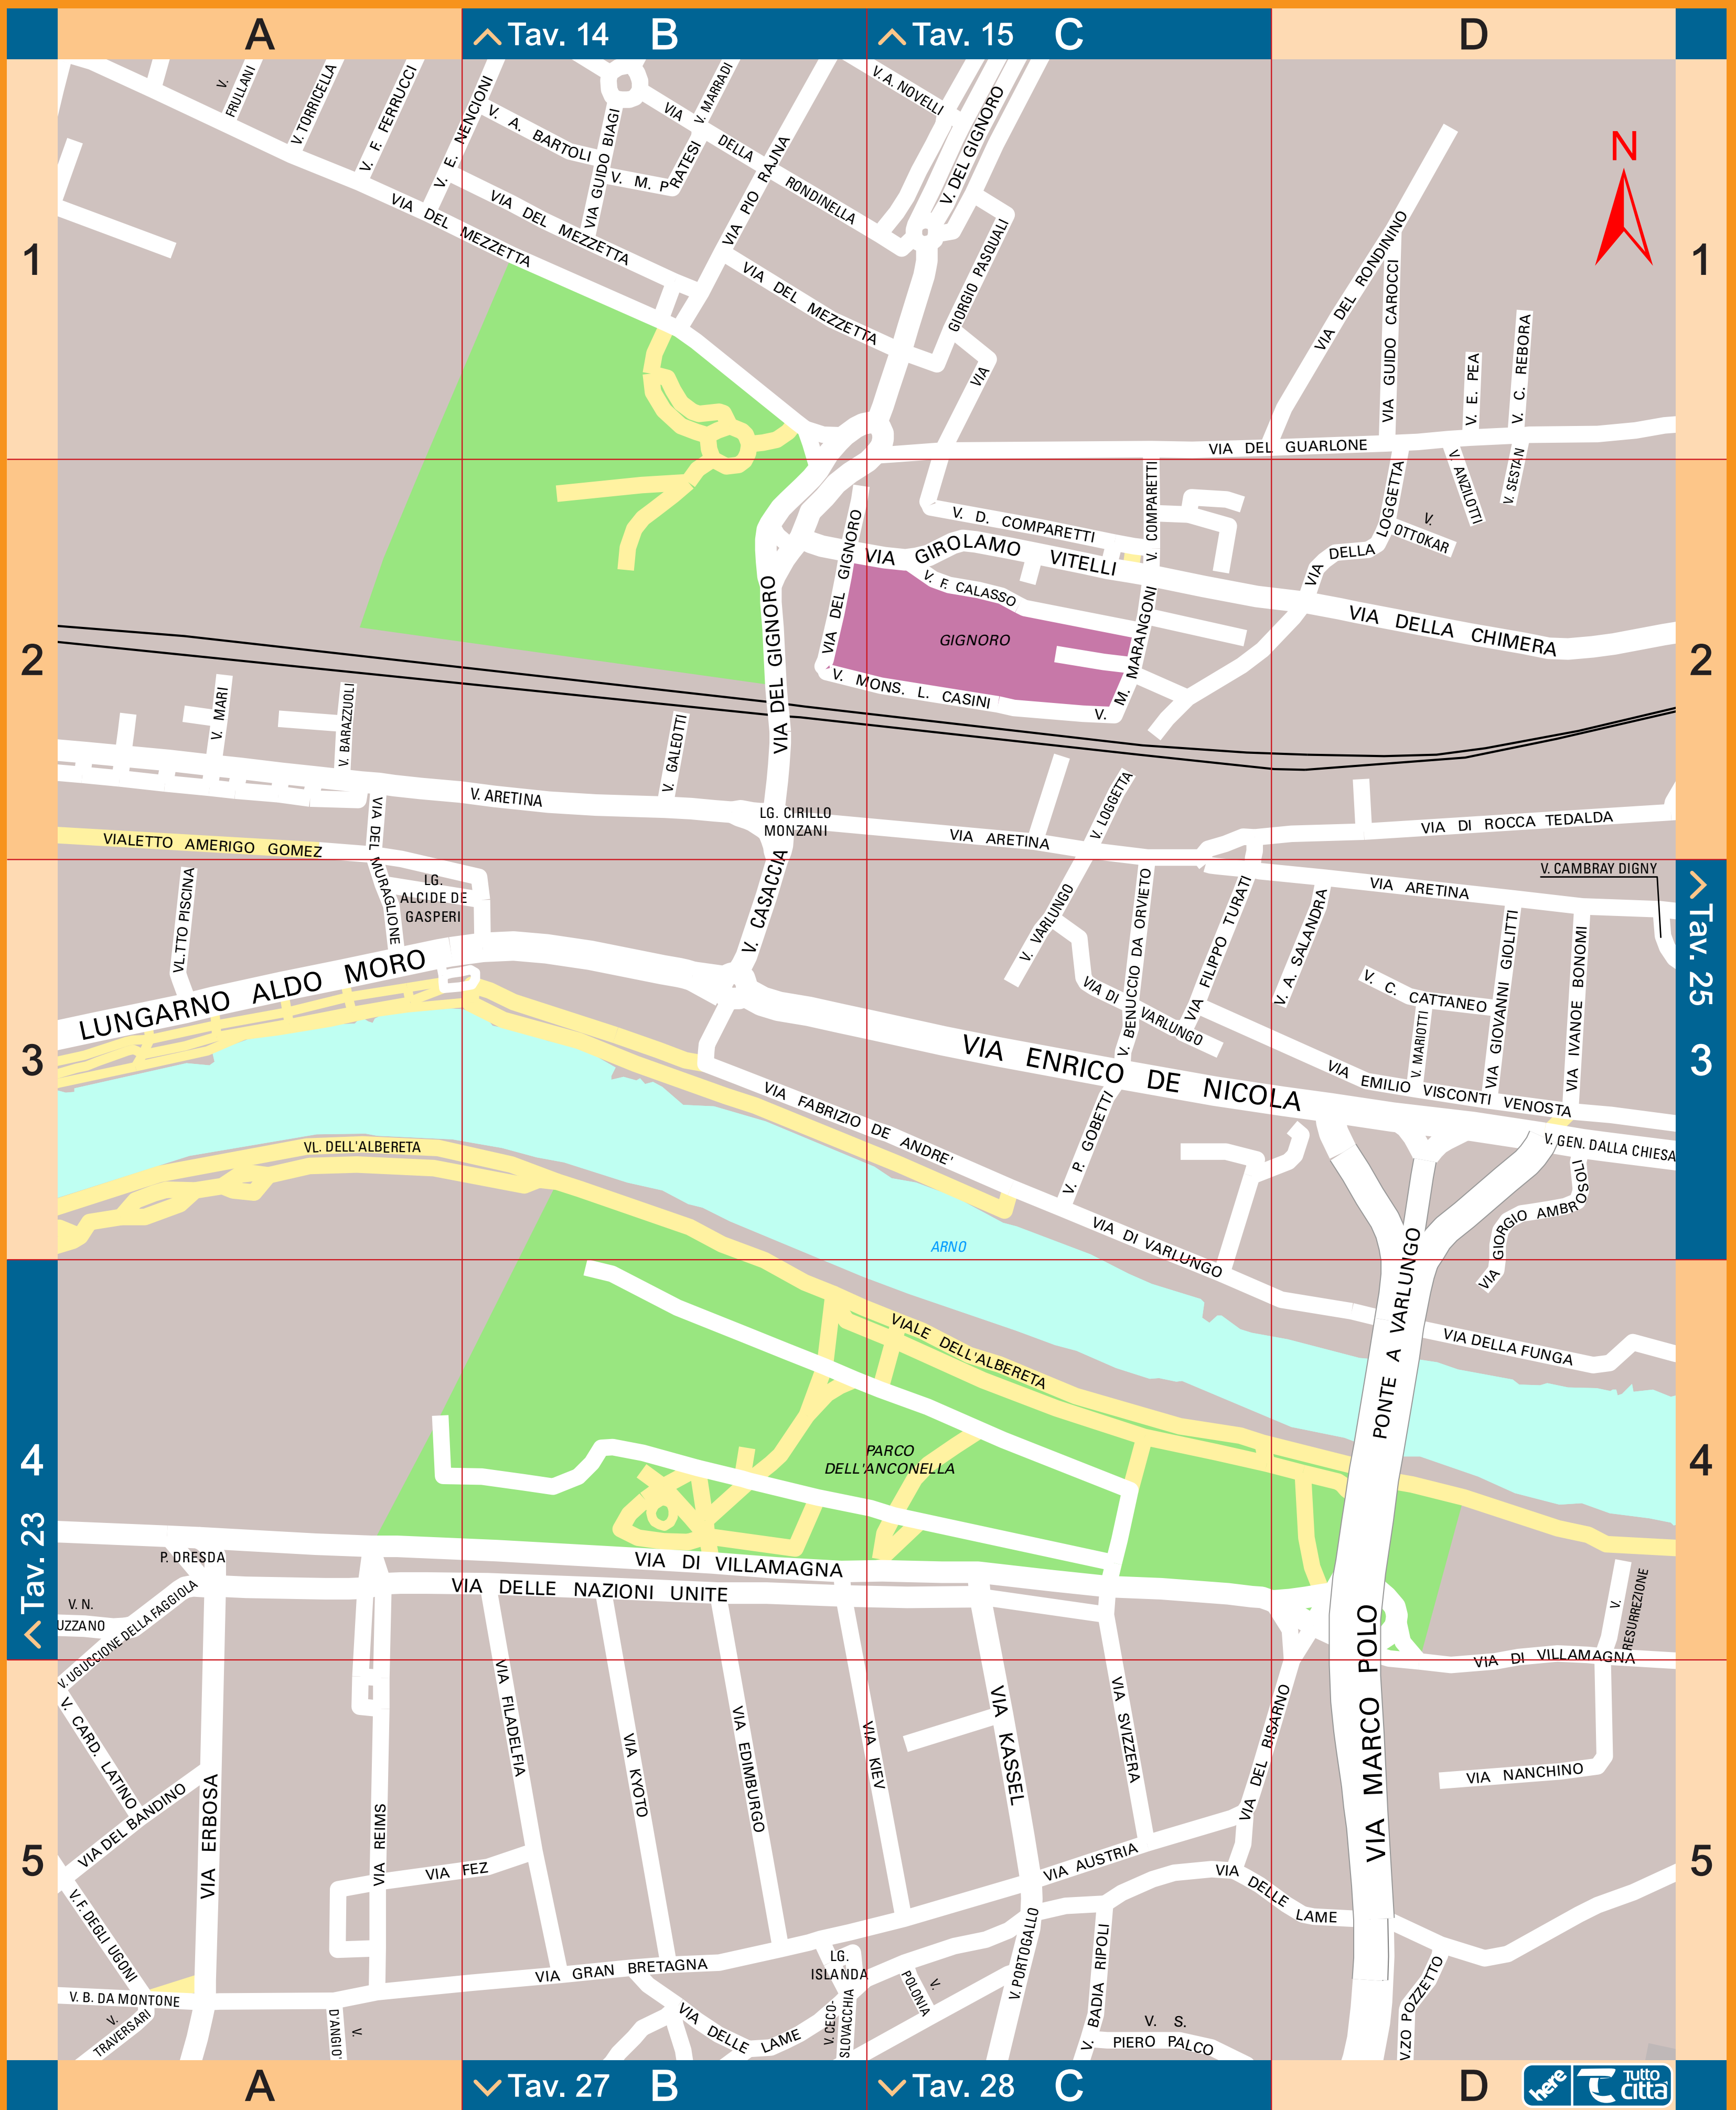 A
Tav. 14 B
Tav. 15 C
D
1
1
N
V.
FRULLANI
V. TORRICELLA
V. F. FERRUCCI
V. E. NENCIONI
V. A. BARTOLI
VIA GUIDO BIAGI
V. M. PRATESI
V. MARRADI
VIA DELLA RONDINELLA
VIA PIO RAJNA
V. A. NOVELLI
V. DEL GIGNORO
VIA DEL MEZZETTA
VIA DEL MEZZETTA
VIA DEL MEZZETTA
VIA GIORGIO PASQUALI
VIA DEL RONDININO
VIA GUIDO CAROCCI
V. E. PEA
V. C. REBORA
VIA DEL GUARLONE
2
2
V. D. COMPARETTI
V. COMPARETTI
VIA GIROLAMO VITELLI
V. F. CALASSO
VIA DEL GIGNORO
VIA DEL GIGNORO
GIGNORO
V. MONS. L. CASINI
V. M. MARANGONI
VIA DELLA LOGGETTA
V.
OTTOKAR
V. ANZILOTTI
V. SESTAN
VIA DELLA CHIMERA
V. MARI
V. BARAZZUOLI
V. GALEOTTI
V. ARETINA
LG. CIRILLO
MONZANI
VIA ARETINA
V. LOGGETTA
VIA DI ROCCA TEDALDA
VIALETTO AMERIGO GOMEZ
VIA DEL MURAGLIONE
3
Tav. 25 3
VL.TTO PISCINA
LG.
ALCIDE DE
GASPERI
V. CASACCIA
V. VARLUNGO
V. BENUCCIO DA ORVIETO
VIA FILIPPO TURATI
V. A. SALANDRA
VIA ARETINA
V. CAMBRAY DIGNY
LUNGARNO ALDO MORO
VIA DI VARLUNGO
V. C. CATTANEO
V. MARIOTTI
VIA GIOVANNI GIOLITTI
VIA IVANOE BONOMI
VIA ENRICO DE NICOLA
VIA EMILIO VISCONTI VENOSTA
V. GEN. DALLA CHIESA
VIA FABRIZIO DE ANDRE'
V. P. GOBETTI
VL. DELL'ALBERETA
VIA DI VARLUNGO
VIA GIORGIO AMBROSOLI
ARNO
4
Tav. 23
4
PONTE A VARLUNGO
VIA DELLA FUNGA
VIALE DELL'ALBERETA
PARCO
DELL'ANCONELLA
P. DRESDA
VIA DI VILLAMAGNA
VIA DELLE NAZIONI UNITE
V. N.
UZZANO
V. UGUCCIONE DELLA FAGGIOLA
V.
RESURREZIONE
VIA DI VILLAMAGNA
5
5
V. CARD. LATINO
VIA DEL BANDINO
VIA ERBOSA
VIA REIMS
VIA FEZ
VIA FILADELFIA
VIA KYOTO
VIA EDIMBURGO
VIA KIEV
VIA KASSEL
VIA SVIZZERA
VIA DEL BISARNO
VIA MARCO POLO
VIA NANCHINO
VIA AUSTRIA
VIA DELLE LAME
V. F. DEGLI UGONI
V. B. DA MONTONE
V.
TRAVERSARI
V.
D'ANGIO'
VIA GRAN BRETAGNA
VIA DELLE LAME
LG.
ISLANDA
V. CECO-
SLOVACCHIA
V.
POLONIA
V. PORTOGALLO
V. BADIA RIPOLI
V. S.
PIERO PALCO
V.ZO POZZETTO
A
Tav. 27 B
Tav. 28 C
D
here
TUTTO
CITTÀ